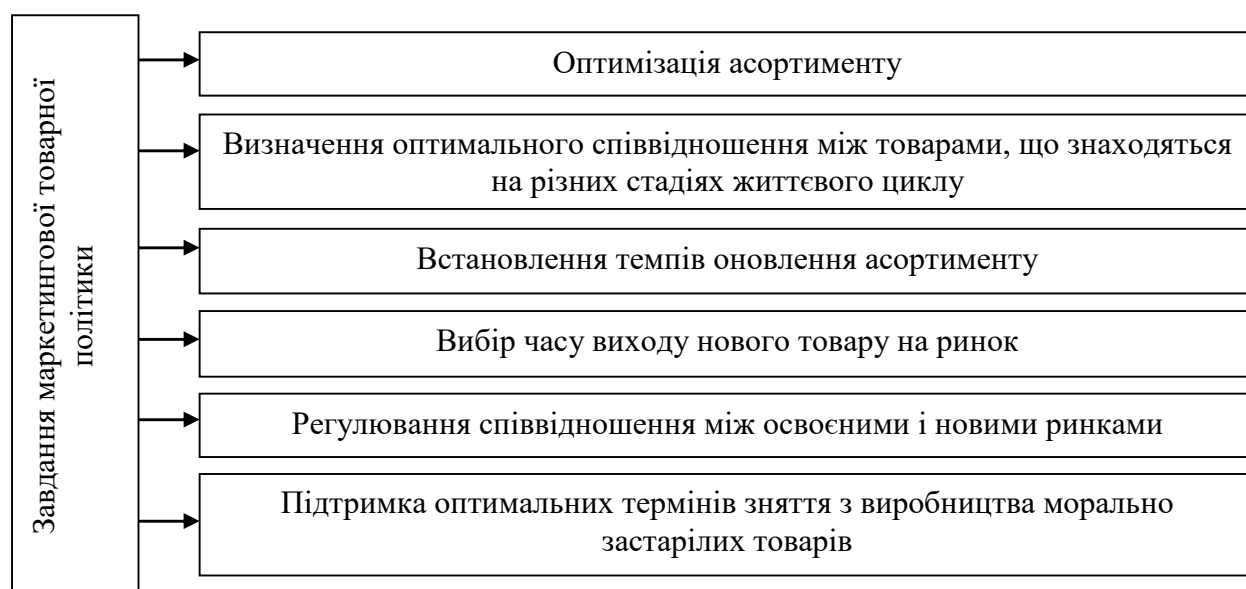 Завдання маркетингової товарної
політики
Оптимізація асортименту
Визначення оптимального співвідношення між товарами, що знаходяться
на різних стадіях життєвого циклу
Встановлення темпів оновлення асортименту
Вибір часу виходу нового товару на ринок
Регулювання співвідношення між освоєними і новими ринками
Підтримка оптимальних термінів зняття з виробництва морально
застарілих товарів